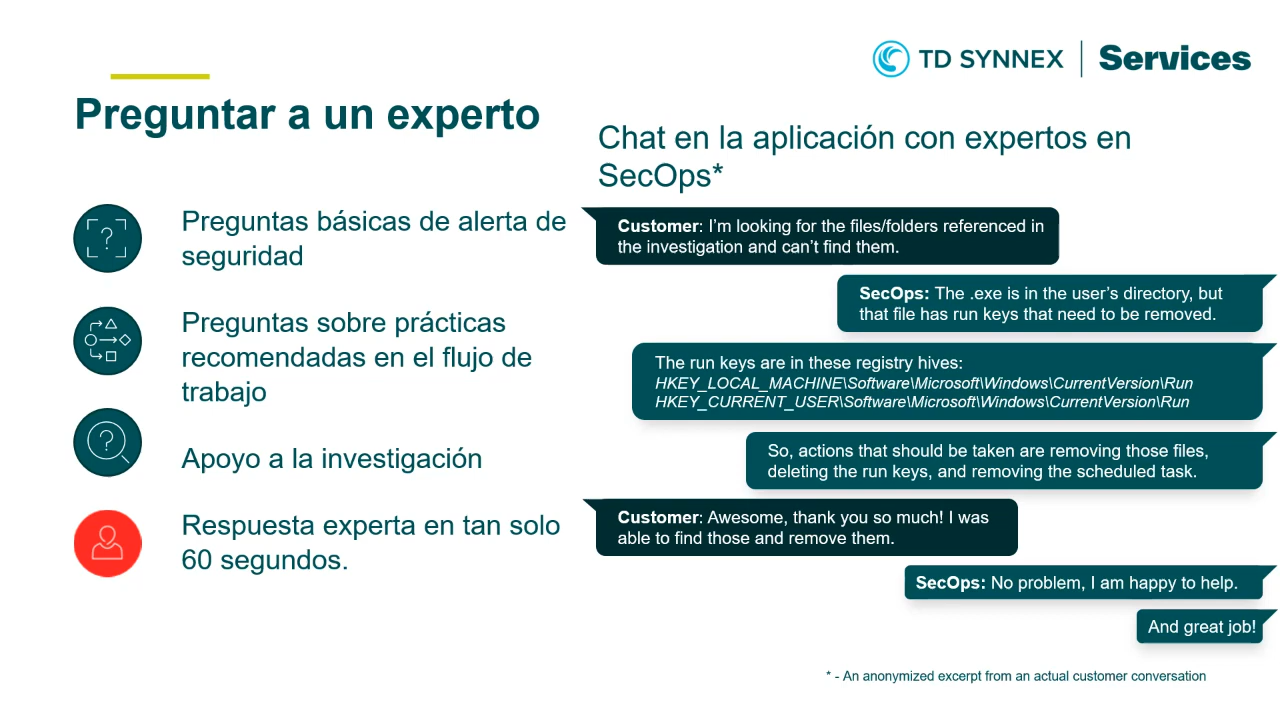 TD SYNNEX Services
Preguntar a un experto
Preguntas básicas de alerta de
seguridad
Preguntas sobre prácticas
recomendadas en el flujo de
trabajo
Apoyo a la investigación
Respuesta experta en tan solo
60 segundos.
Chat en la aplicación con expertos en
SecOps*
Customer: I’m looking for the files/folders referenced in
the investigation and can’t find them.
SecOps: The .exe is in the user’s directory, but
that file has run keys that need to be removed.
The run keys are in these registry hives:
HKEY_LOCAL_MACHINE\Software\Microsoft\Windows\CurrentVersion\Run
HKEY_CURRENT_USER\Software\Microsoft\Windows\CurrentVersion\Run
So, actions that should be taken are removing those files,
deleting the run keys, and removing the scheduled task.
Customer: Awesome, thank you so much! I was
able to find those and remove them.
SecOps: No problem, I am happy to help.
And great job!
* - An anonymized excerpt from an actual customer conversation